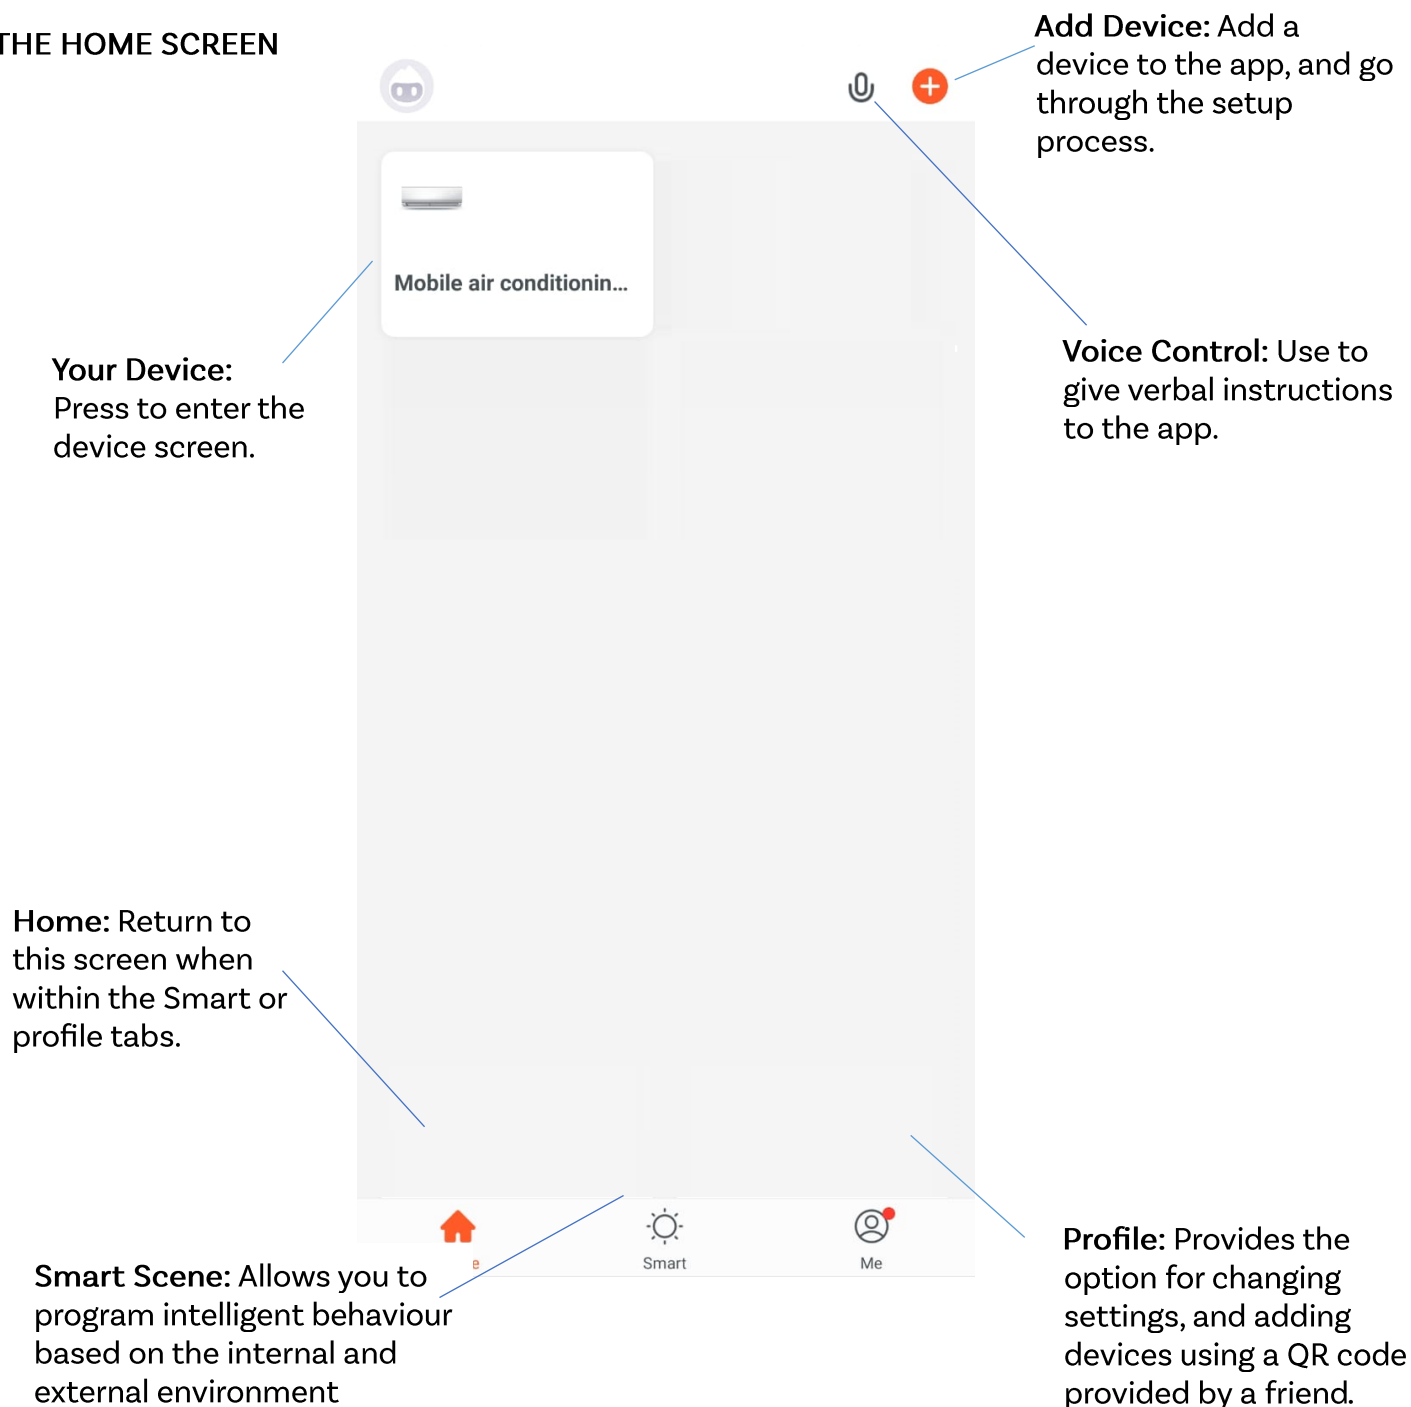 THE HOME SCREEN
Add Device: Add a
device to the app, and go
through the setup
process.
Mobile air conditionin...
Your Device:
Press to enter the
device screen.
Voice Control: Use to
give verbal instructions
to the app.
Home: Return to
this screen when
within the Smart or
profile tabs.
Smart Scene: Allows you to
program intelligent behaviour
based on the internal and
external environment
e
Smart
Me
Profile: Provides the
option for changing
settings, and adding
devices using a QR code
provided by a friend.